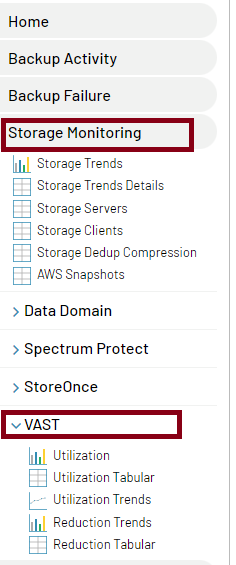 Home
Backup Activity
Backup Failure
Storage Monitoring
Storage Trends
Storage Trends Details
Storage Servers
Storage Clients
Storage Dedup Compression
AWS Snapshots
Data Domain
Spectrum Protect
StoreOnce
VAST
Utilization
Utilization Tabular
Utilization Trends
Reduction Trends
Reduction Tabular